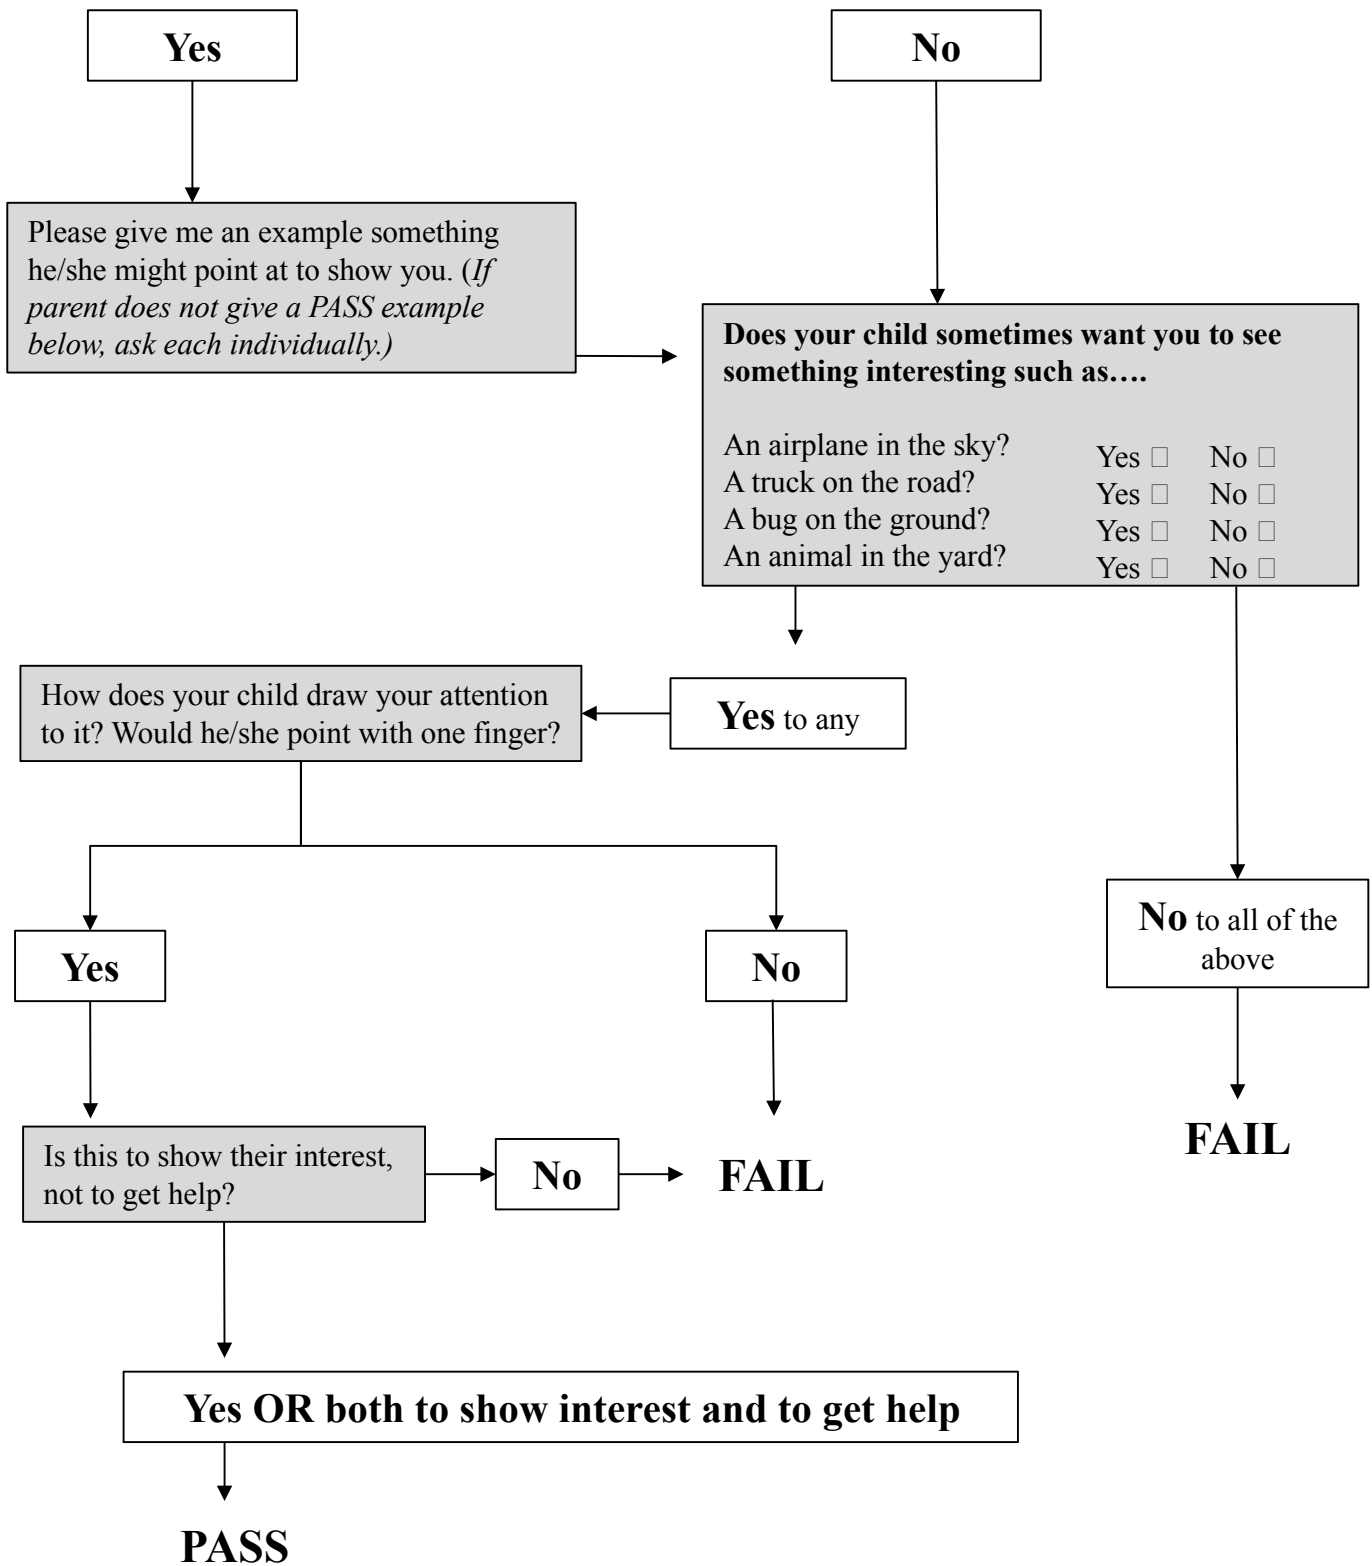 Yes
No
Please give me an example something
he/she might point at to show you. (If
parent does not give a PASS example
below, ask each individually.)
Does your child sometimes want you to see
something interesting such as….
An airplane in the sky? Yes □ No □
A truck on the road? Yes □ No □
A bug on the ground? Yes □ No □
An animal in the yard? Yes □ No □
How does your child draw your attention
to it? Would he/she point with one finger?
Yes to any
Yes
No
No to all of the
above
Is this to show their interest,
not to get help?
No
FAIL
FAIL
Yes OR both to show interest and to get help
PASS